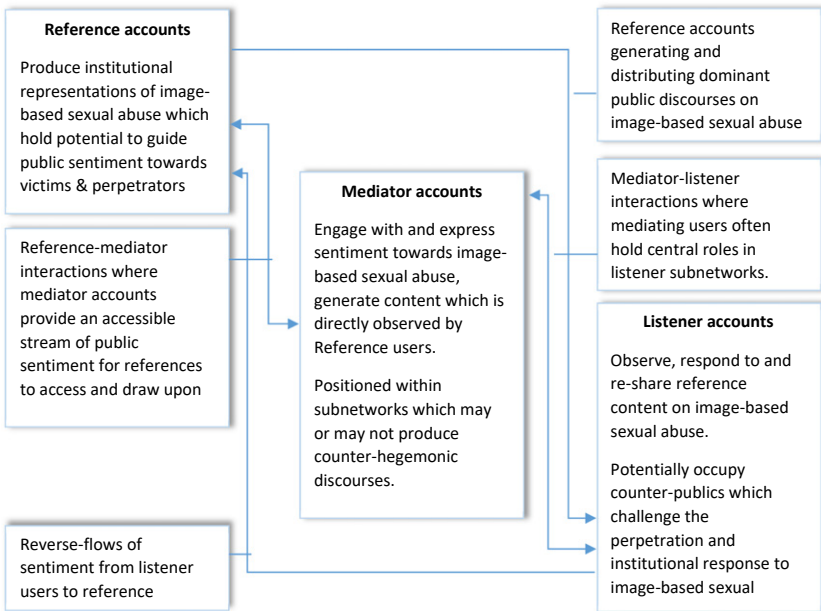 Reference accounts
Produce institutional
representations of image-
based sexual abuse which
hold potential to guide
public sentiment towards
victims & perpetrators
Reference-mediator
interactions where
mediator accounts
provide an accessible
stream of public
sentiment for references
to access and draw upon
Reverse-flows of
sentiment from listener
users to reference
Mediator accounts
Engage with and express
sentiment towards image-
based sexual abuse,
generate content which is
directly observed by
Reference users.
Positioned within
subnetworks which may
or may not produce
counter-hegemonic
discourses.
Reference accounts
generating and
distributing dominant
public discourses on
image-based sexual abuse
Mediator-listener
interactions where
mediating users often
hold central roles in
listener subnetworks.
Listener accounts
Observe, respond to and
re-share reference
content on image-based
sexual abuse.
Potentially occupy
counter-publics which
challenge the
perpetration and
institutional response to
image-based sexual